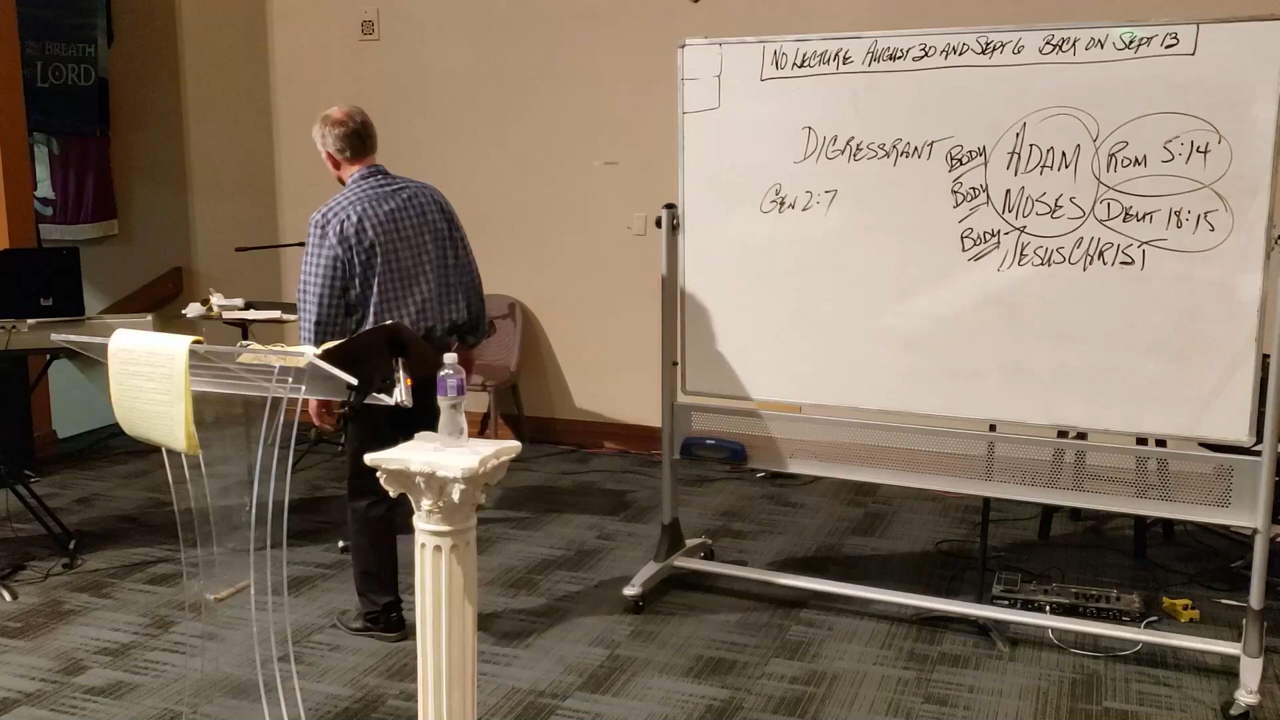 BREATH
LORD
NO LECTURE AUGUST 30 AND SEPT 6 BACK ON SEPT 13
DIGRESSRANT BODY ADAM ROM 5:14
GEN 2:7 BODY MOSES DEUT 18:15
BODY JESUS CHRIST